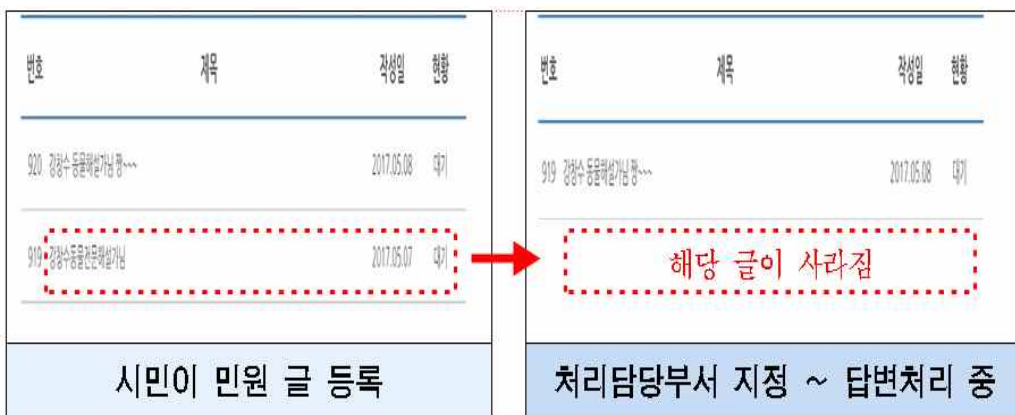 번호 제목 작성일 현황
920 강창수 동물해설가님 짱~~~ 2017.05.08 대기
919 강창수동물전문해설가님 2017.05.07 대기
시민이 민원 글 등록
번호 제목 작성일 현황
919 강창수 동물해설가님 짱~~~ 2017.05.08 대기
해당 글이 사라짐
처리담당부서 지정 ~ 답변처리 중